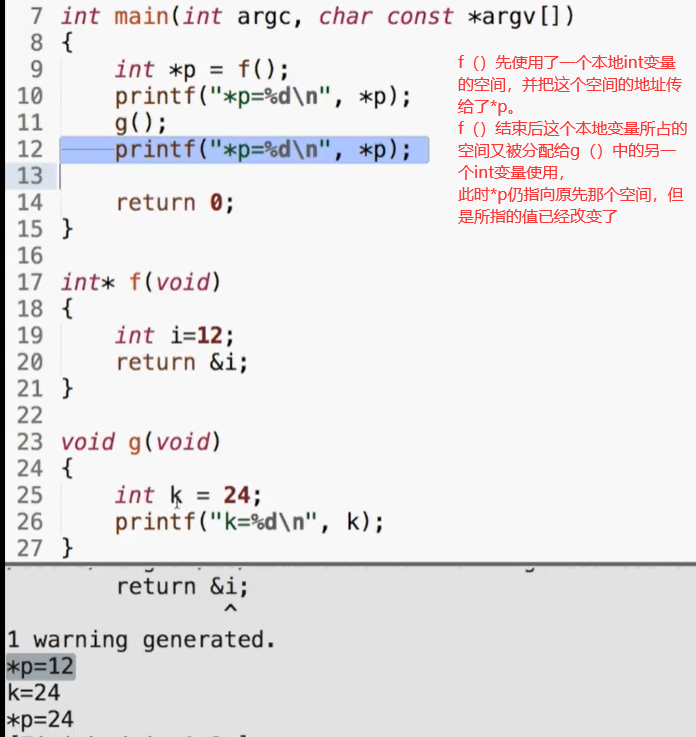 7 int main(int argc, char const *argv[])
8 {
9 int *p = f();
10 printf("*p=%d\n", *p);
11 g();
12 printf("*p=%d\n", *p);
13
14 return 0;
15 }
16
17 int* f(void)
18 {
19 int i=12;
20 return &i;
21 }
22
23 void g(void)
24 {
25 int k = 24;
26 printf("k=%d\n", k);
27 }
f（）先使用了一个本地int变量
的空间，并把这个空间的地址传
给了*p。
f（）结束后这个本地变量所占的
空间又被分配给g（）中的另一
个int变量使用，
此时*p仍指向原先那个空间，但
是所指的值已经改变了
return &i;
^
1 warning generated.
*p=12
k=24
*p=24